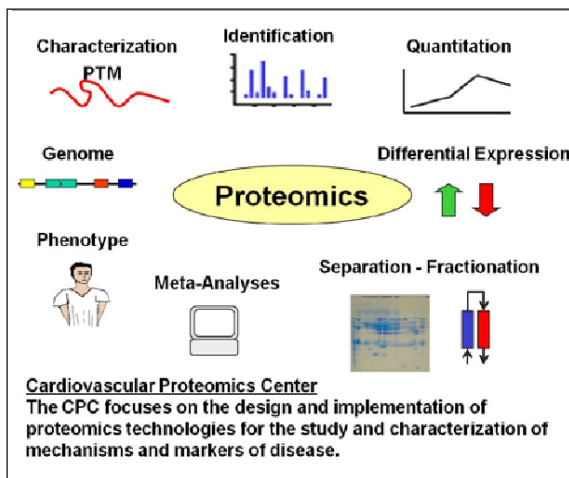 Characterization
PTM
Identification
Quantitation
Genome
Proteomics
Differential Expression
Phenotype
Meta-Analyses
Separation - Fractionation
Cardiovascular Proteomics Center
The CPC focuses on the design and implementation of
proteomics technologies for the study and characterization of
mechanisms and markers of disease.